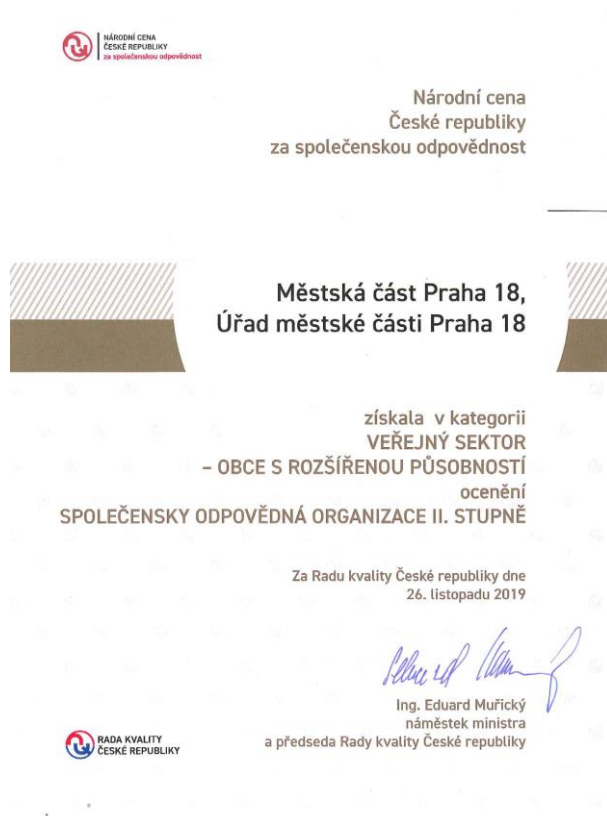 NÁRODNÍ CENA
ČESKÉ REPUBLIKY
za společenskou odpovědnost
Národní cena
České republiky
za společenskou odpovědnost
Městská část Praha 18,
Úřad městské části Praha 18
získala v kategorii
VEŘEJNÝ SEKTOR
– OBCE S ROZŠÍŘENOU PŮSOBNOSTÍ
ocenění
SPOLEČENSKY ODPOVĚDNÁ ORGANIZACE II. STUPNĚ
Za Radu kvality České republiky dne
26. listopadu 2019
Ing. Eduard Muřický
náměstek ministra
a předseda Rady kvality České republiky
RADA KVALITY
ČESKÉ REPUBLIKY